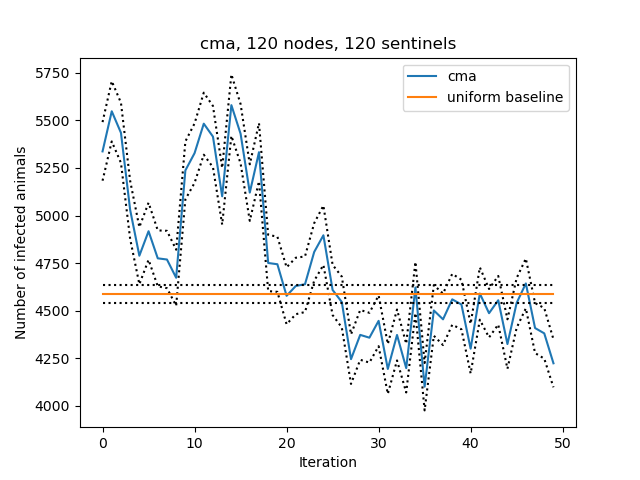 cma, 120 nodes, 120 sentinels
cma
uniform baseline
Number of infected animals
5750
5500
5250
5000
4750
4500
4250
4000
0 10 20 30 40 50
Iteration